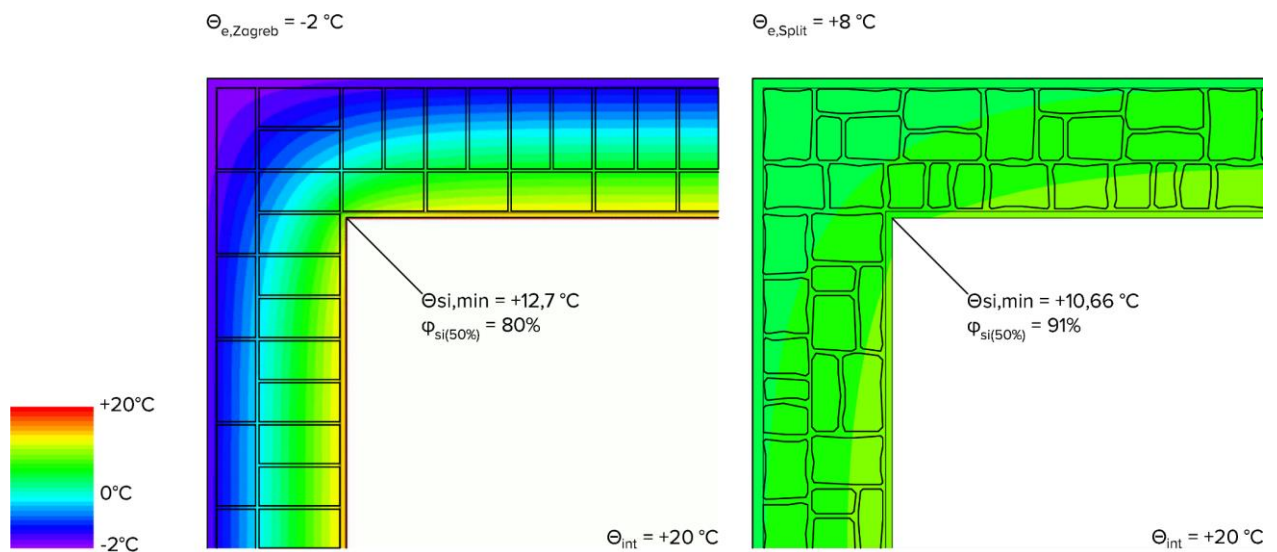 Θe,Zagreb = -2 °C
Θe,Split = +8 °C
Θsi,min = +12,7 °C
φsi(50%) = 80%
Θsi,min = +10,66 °C
φsi(50%) = 91%
+20°C
0°C
-2°C
Θint = +20 °C
Θint = +20 °C